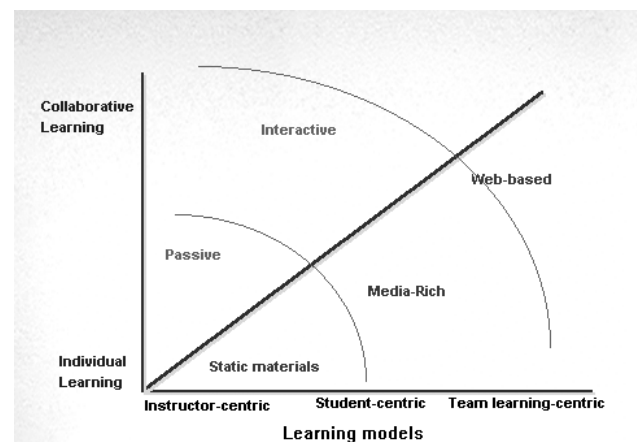 Collaborative
Learning
Interactive
Web-based
Passive
Media-Rich
Individual
Learning
Static materials
Instructor-centric
Student-centric
Team learning-centric
Learning models